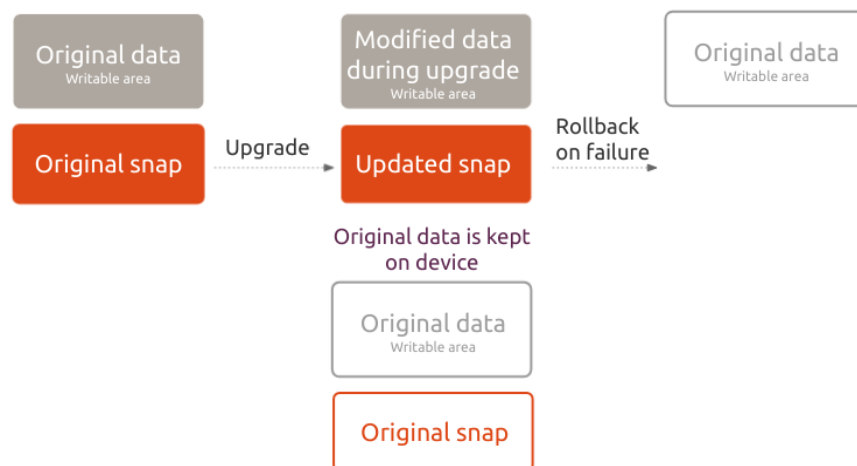 Original data
Writable area
Original snap
Upgrade
Modified data
during upgrade
Writable area
Updated snap
Original data is kept
on device
Original data
Writable area
Original snap
Rollback
on failure
Original data
Writable area